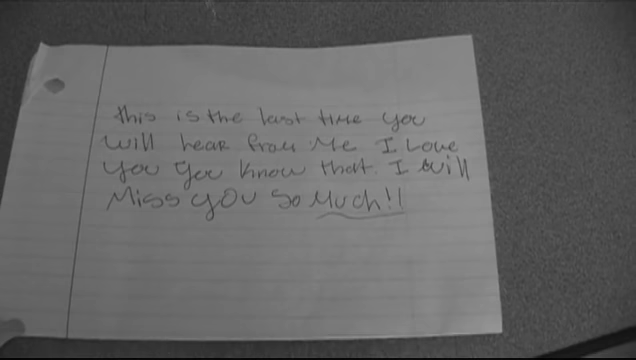 this is the last time you
will hear from Me I Love
you you know that. I will
Miss you so Much!!